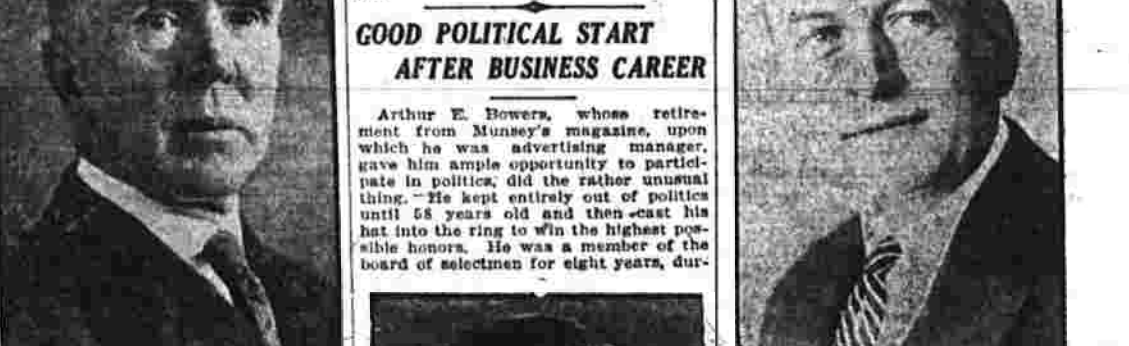 GOOD POLITICAL START
AFTER BUSINESS CAREER
Arthur E. Bowers, whose retire-
ment from Munsey's magazine, upon
which he was advertising manager,
gave him ample opportunity to partici-
pate in politics, did the rather unusual
thing. He kept entirely out of politics
until 58 years old and then cast his
hat into the ring to win the highest pos-
sible honors. He was a member of the
board of selectmen for eight years, dur-